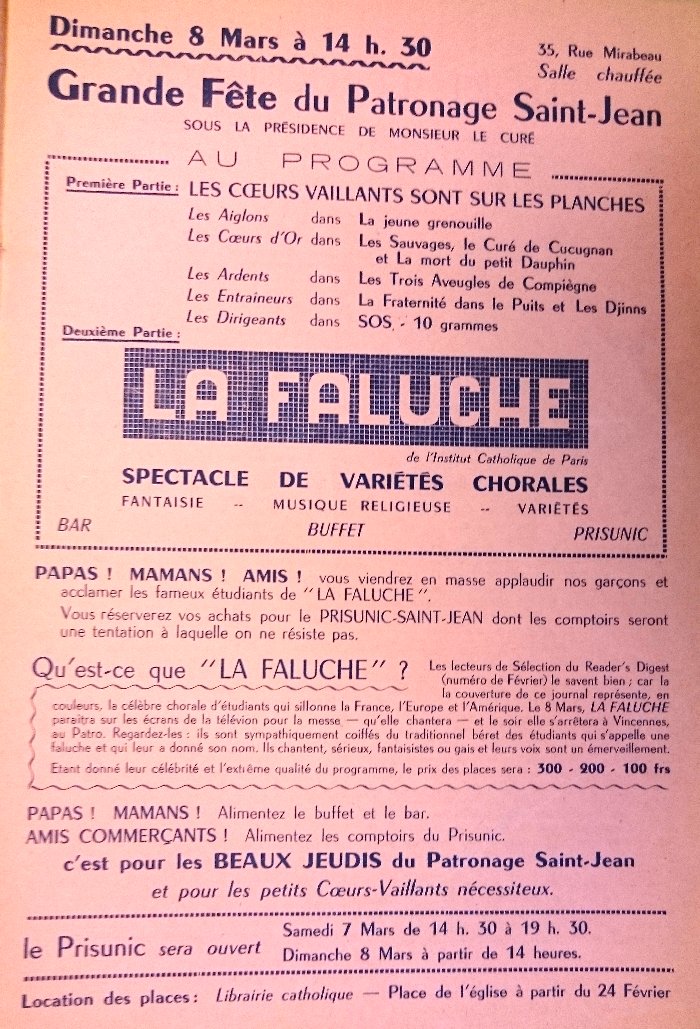 Dimanche 8 Mars à 14 h. 30
35, Rue Mirabeau
Salle chauffée
Grande Fête du Patronage Saint-Jean
SOUS LA PRÉSIDENCE DE MONSIEUR LE CURÉ
AU PROGRAMME
Première Partie : LES CŒURS VAILLANTS SONT SUR LES PLANCHES
Les Aiglons dans La jeune grenouille
Les Cœurs d'Or dans Les Sauvages, le Curé de Cucugnan
et La mort du petit Dauphin
Les Ardents dans Les Trois Aveugles de Compiègne
Les Entraineurs dans La Fraternité dans le Puits et Les Djinns
Les Dirigeants dans SOS. - 10 grammes
Deuxième Partie :
LA FALUCHE
de l'Institut Catholique de Paris
SPECTACLE DE VARIÉTÉS CHORALES
FANTAISIE -- MUSIQUE RELIGIEUSE -- VARIÉTÉS
BAR BUFFET PRISUNIC
PAPAS ! MAMANS ! AMIS ! vous viendrez en masse applaudir nos garçons et
acclamer les fameux étudiants de "LA FALUCHE".
Vous réserverez vos achats pour le PRISUNIC-SAINT-JEAN dont les comptoirs seront
une tentation à laquelle on ne résiste pas.
Qu'est-ce que "LA FALUCHE" ?
Les lecteurs de Sélection du Reader's Digest
(numéro de Février) le savent bien ; car la
la couverture de ce journal représente, en
couleurs, la célèbre chorale d'étudiants qui sillonne la France, l'Europe et l'Amérique. Le 8 Mars, LA FALUCHE
paraitra sur les écrans de la télévion pour la messe — qu'elle chantera — et le soir elle s'arrêtera à Vincennes,
au Patro. Regardez-les : ils sont sympathiquement coiffés du traditionnel béret des étudiants qui s'appelle une
faluche et qui leur a donné son nom. Ils chantent, sérieux, fantaisistes ou gais et leurs voix sont un émerveillement.
Etant donné leur célébrité et l'extrême qualité du programme, le prix des places sera : 300 - 200 - 100 frs
PAPAS ! MAMANS ! Alimentez le buffet et le bar.
AMIS COMMERÇANTS ! Alimentez les comptoirs du Prisunic.
c'est pour les BEAUX JEUDIS du Patronage Saint-Jean
et pour les petits Cœurs-Vaillants nécessiteux.
le Prisunic sera ouvert
Samedi 7 Mars de 14 h. 30 à 19 h. 30.
Dimanche 8 Mars à partir de 14 heures.
Location des places : Librairie catholique — Place de l'église à partir du 24 Février